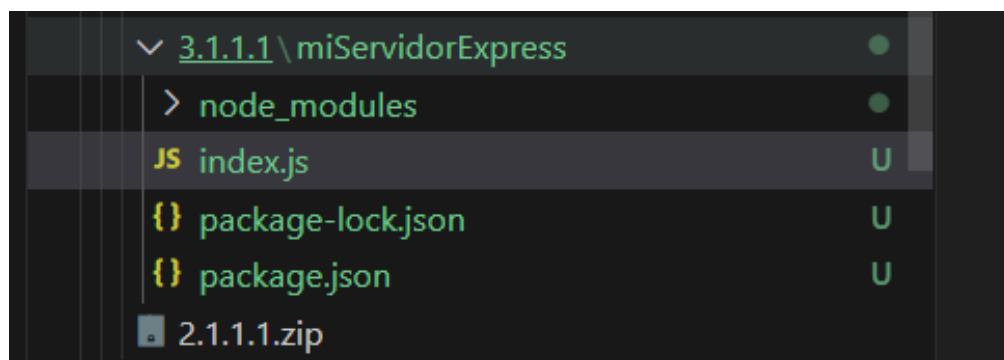 3.1.1.1 \ miServidorExpress
node_modules
JS index.js U
{} package-lock.json U
{} package.json U
2.1.1.1.zip